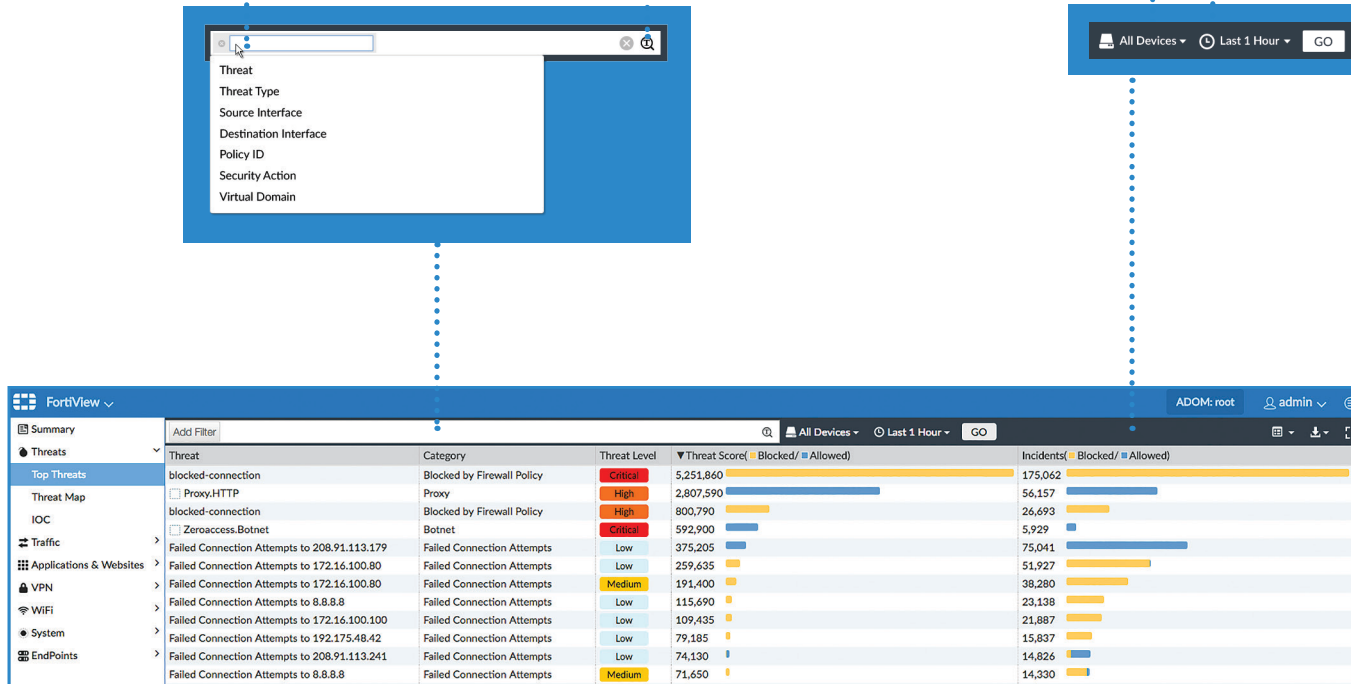 Threat
Threat Type
Source Interface
Destination Interface
Policy ID
Security Action
Virtual Domain
All Devices Last 1 Hour GO
FortiView ADOM: root admin
Summary
Threats
Top Threats
Threat Map
IOC
Traffic
Applications & Websites
VPN
WiFi
System
EndPoints
Add Filter All Devices Last 1 Hour GO
Threat Category Threat Level ▼Threat Score( Blocked/ Allowed) Incidents( Blocked/ Allowed)
blocked-connection Blocked by Firewall Policy Critical 5,251,860 175,062
Proxy.HTTP Proxy High 2,807,590 56,157
blocked-connection Blocked by Firewall Policy High 800,790 26,693
Zeroaccess.Botnet Botnet Critical 592,900 5,929
Failed Connection Attempts to 208.91.113.179 Failed Connection Attempts Low 375,205 75,041
Failed Connection Attempts to 172.16.100.80 Failed Connection Attempts Low 259,635 51,927
Failed Connection Attempts to 172.16.100.80 Failed Connection Attempts Medium 191,400 38,280
Failed Connection Attempts to 8.8.8.8 Failed Connection Attempts Low 115,690 23,138
Failed Connection Attempts to 172.16.100.100 Failed Connection Attempts Low 109,435 21,887
Failed Connection Attempts to 192.175.48.42 Failed Connection Attempts Low 79,185 15,837
Failed Connection Attempts to 208.91.113.241 Failed Connection Attempts Low 74,130 14,826
Failed Connection Attempts to 8.8.8.8 Failed Connection Attempts Medium 71,650 14,330